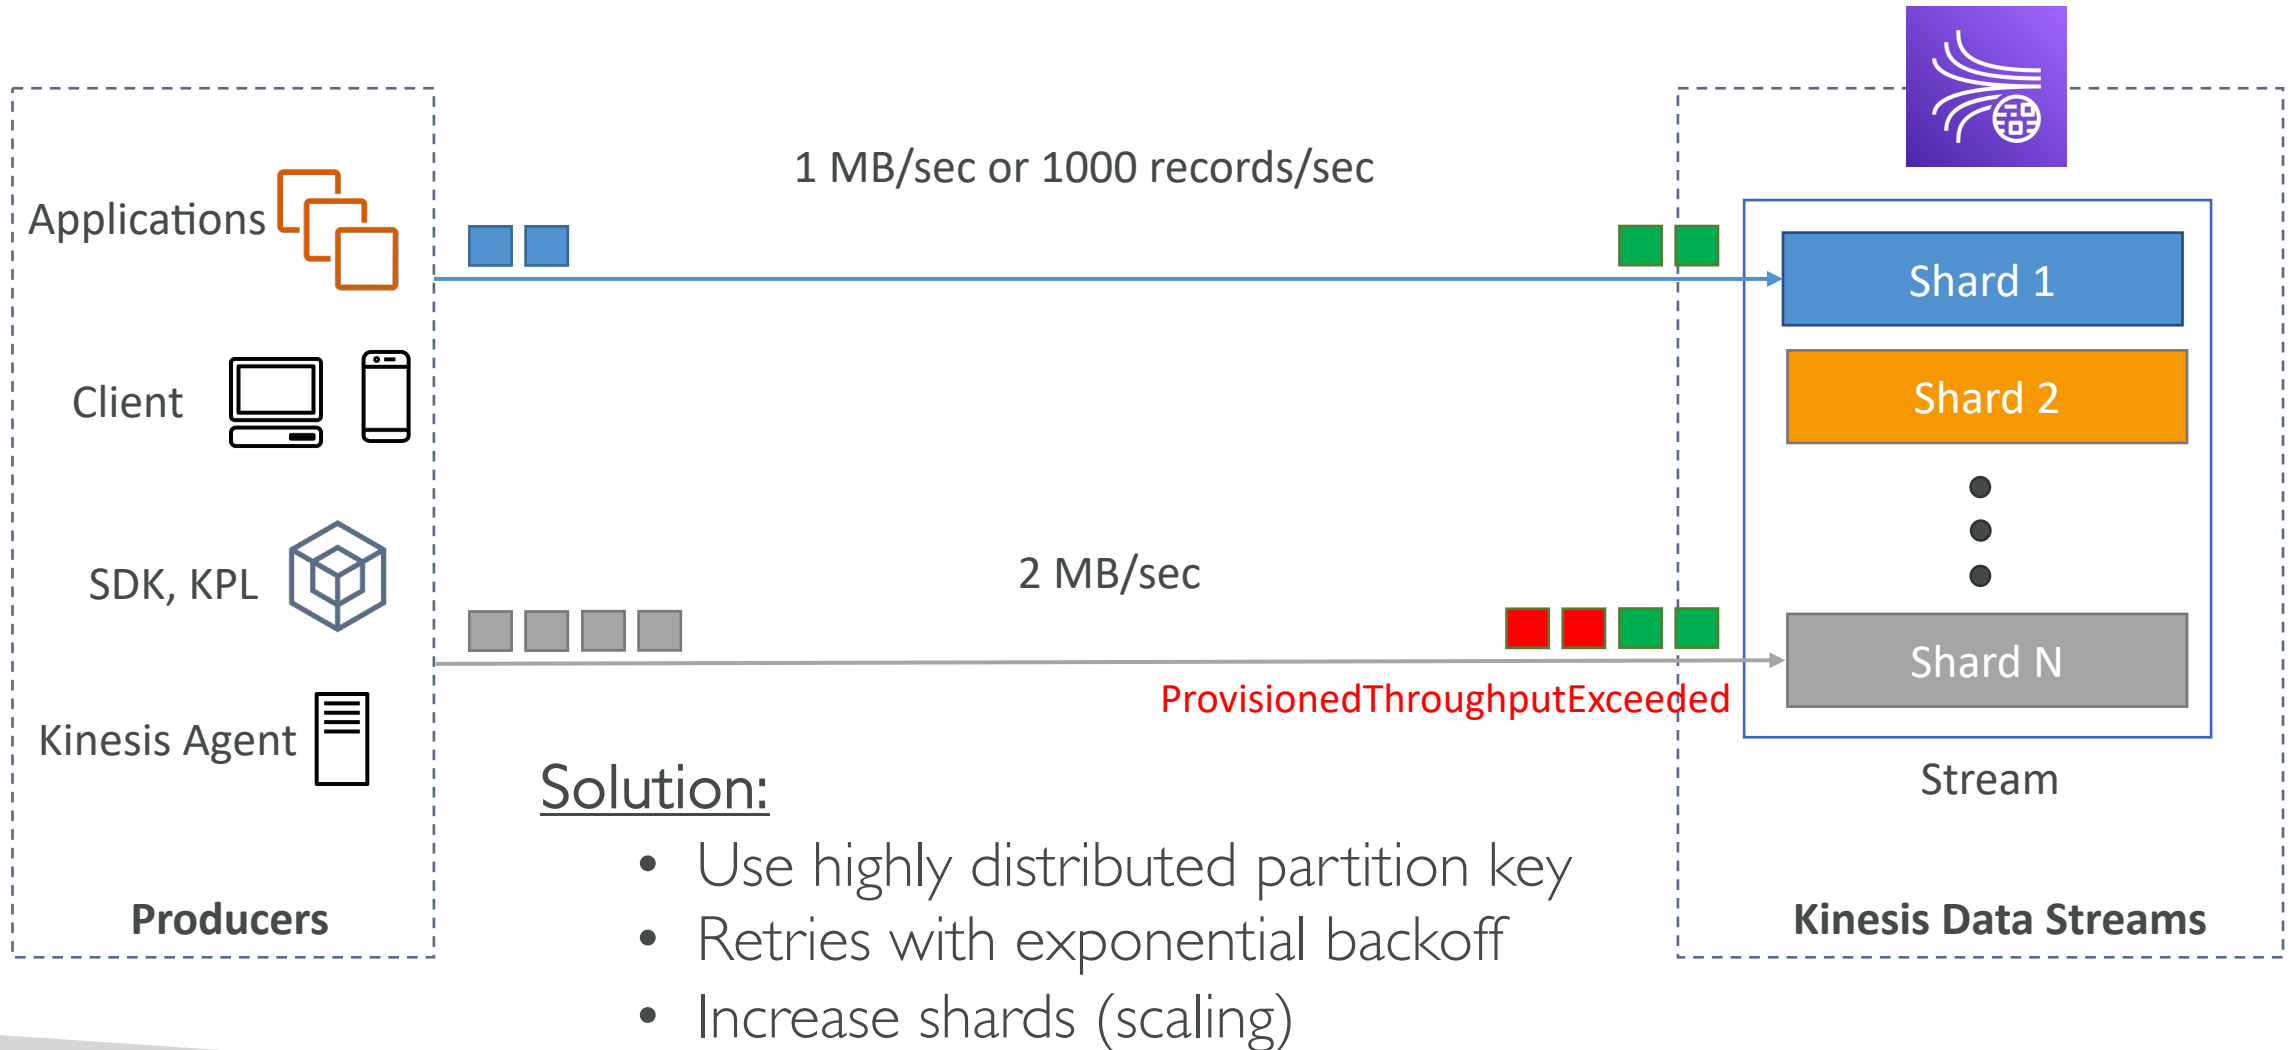 1 MB/sec or 1000 records/sec
Applications
Shard 1
Client
Shard 2
SDK, KPL
2 MB/sec
Shard N
ProvisionedThroughputExceeded
Kinesis Agent
Stream
Solution:
• Use highly distributed partition key
• Retries with exponential backoff
• Increase shards (scaling)
Producers
Kinesis Data Streams